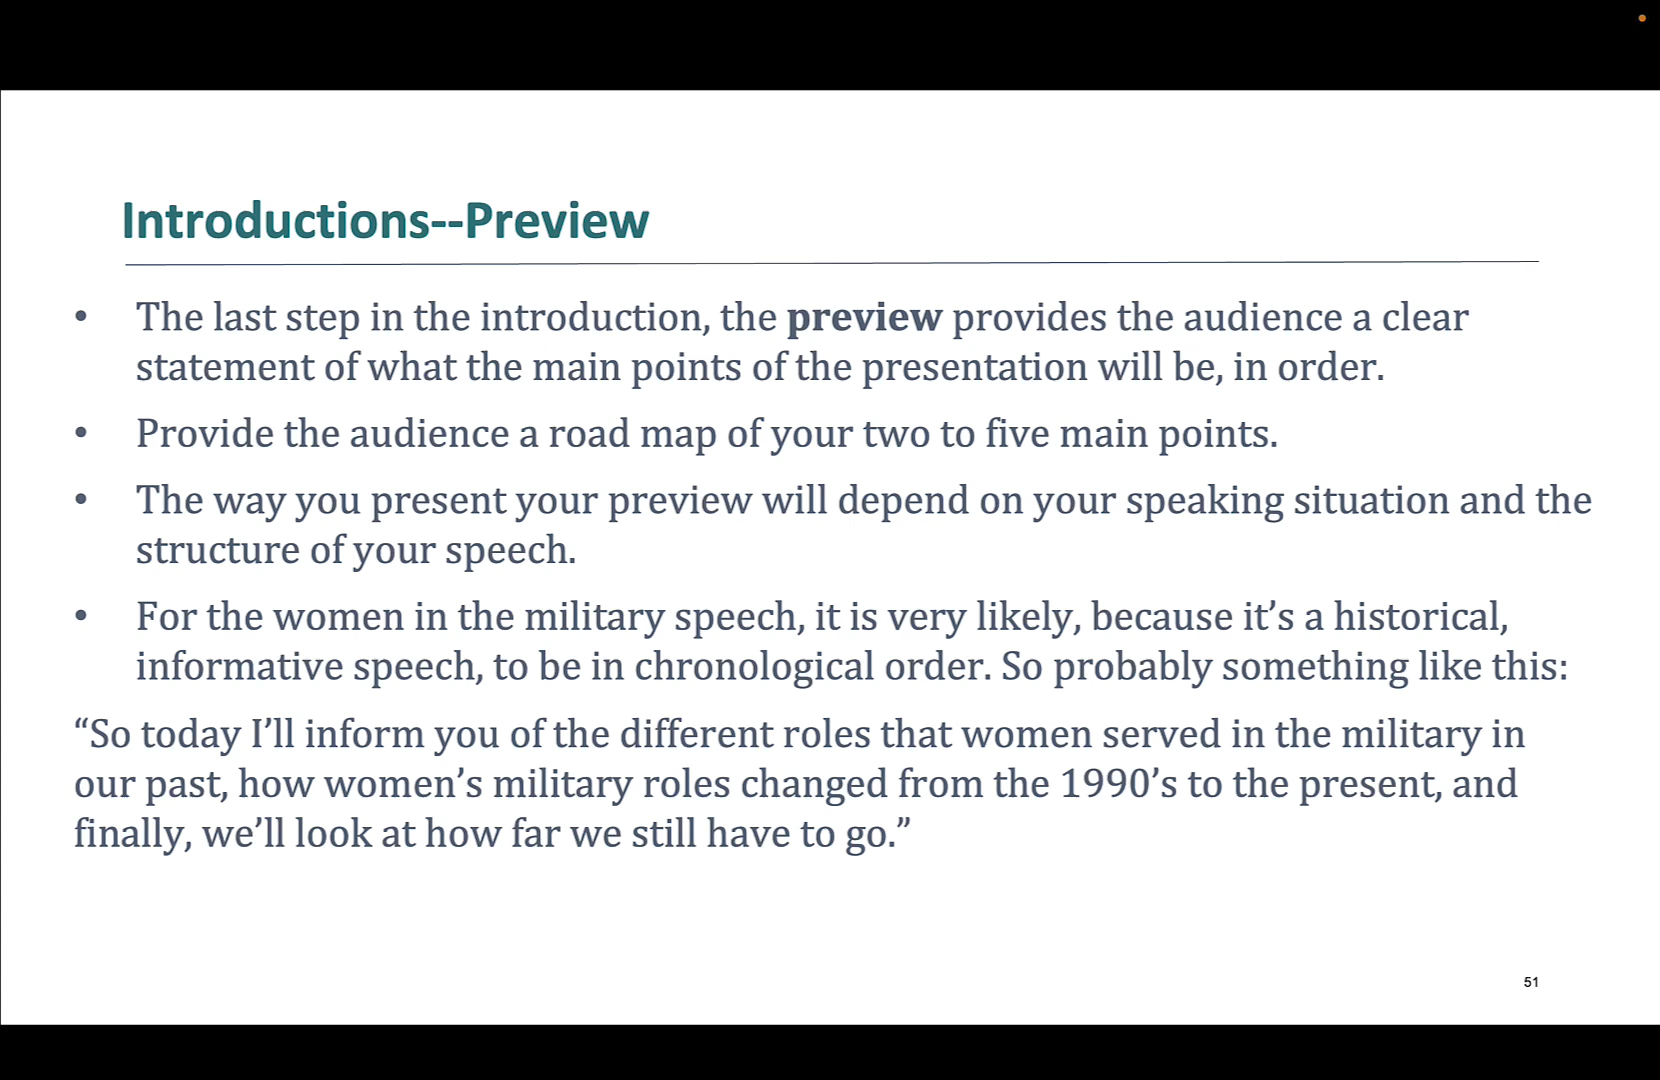 Introductions--Preview
• The last step in the introduction, the preview provides the audience a clear
statement of what the main points of the presentation will be, in order.
• Provide the audience a road map of your two to five main points.
• The way you present your preview will depend on your speaking situation and the
structure of your speech.
• For the women in the military speech, it is very likely, because it’s a historical,
informative speech, to be in chronological order. So probably something like this:
“So today I’ll inform you of the different roles that women served in the military in
our past, how women’s military roles changed from the 1990’s to the present, and
finally, we’ll look at how far we still have to go.”
51